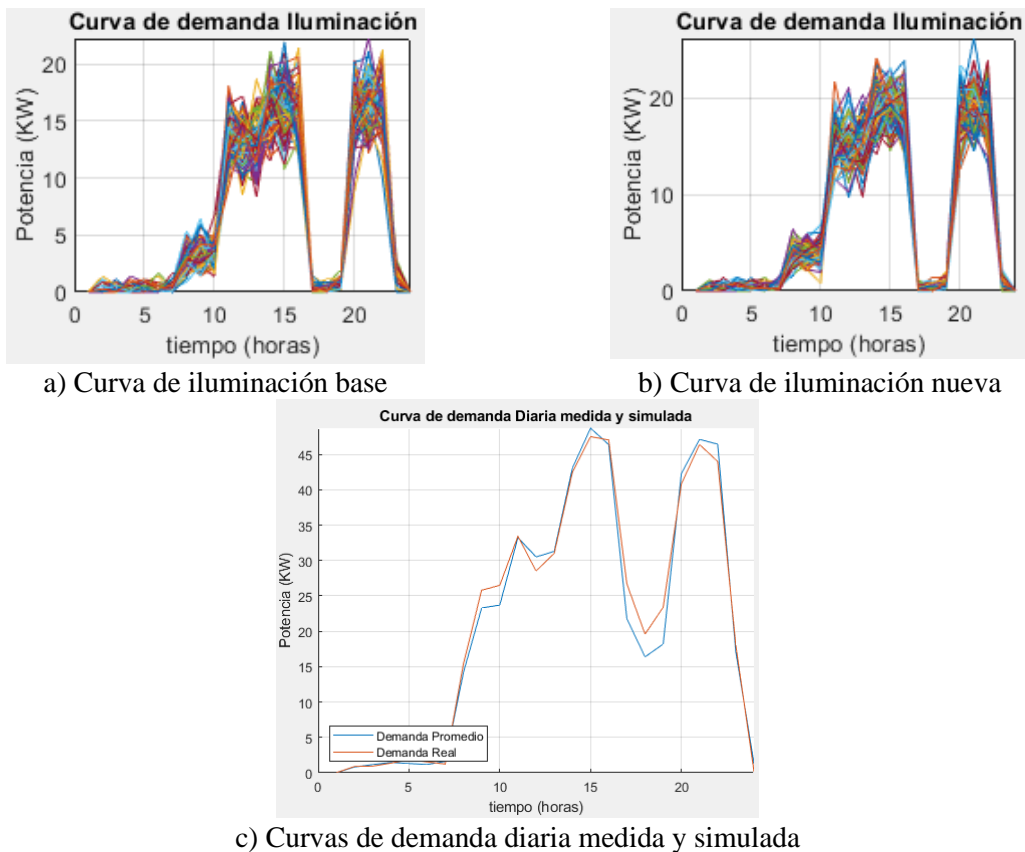 Curva de demanda Iluminación
Potencia (KW)
20
15
10
5
0
0 5 10 15 20
tiempo (horas)
a) Curva de iluminación base
Curva de demanda Iluminación
Potencia (KW)
20
10
0
0 5 10 15 20
tiempo (horas)
b) Curva de iluminación nueva
Curva de demanda Diaria medida y simulada
Potencia (KW)
45
40
35
30
25
20
15
10
5
0
Demanda Promedio
Demanda Real
0 5 10 15 20
tiempo (horas)
c) Curvas de demanda diaria medida y simulada